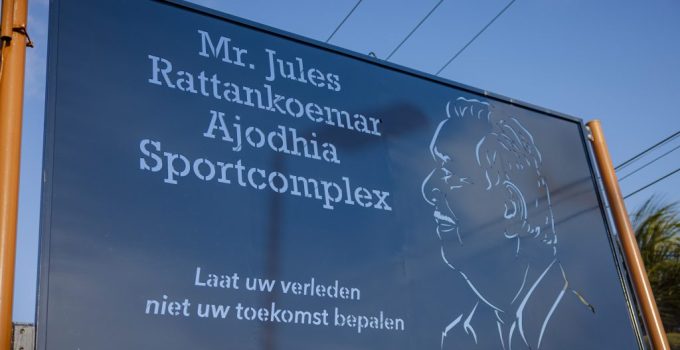 Mr. Jules
Rattankoemar
Ajodhia
Sportcomplex
Laat uw verleden
niet uw toekomst bepalen